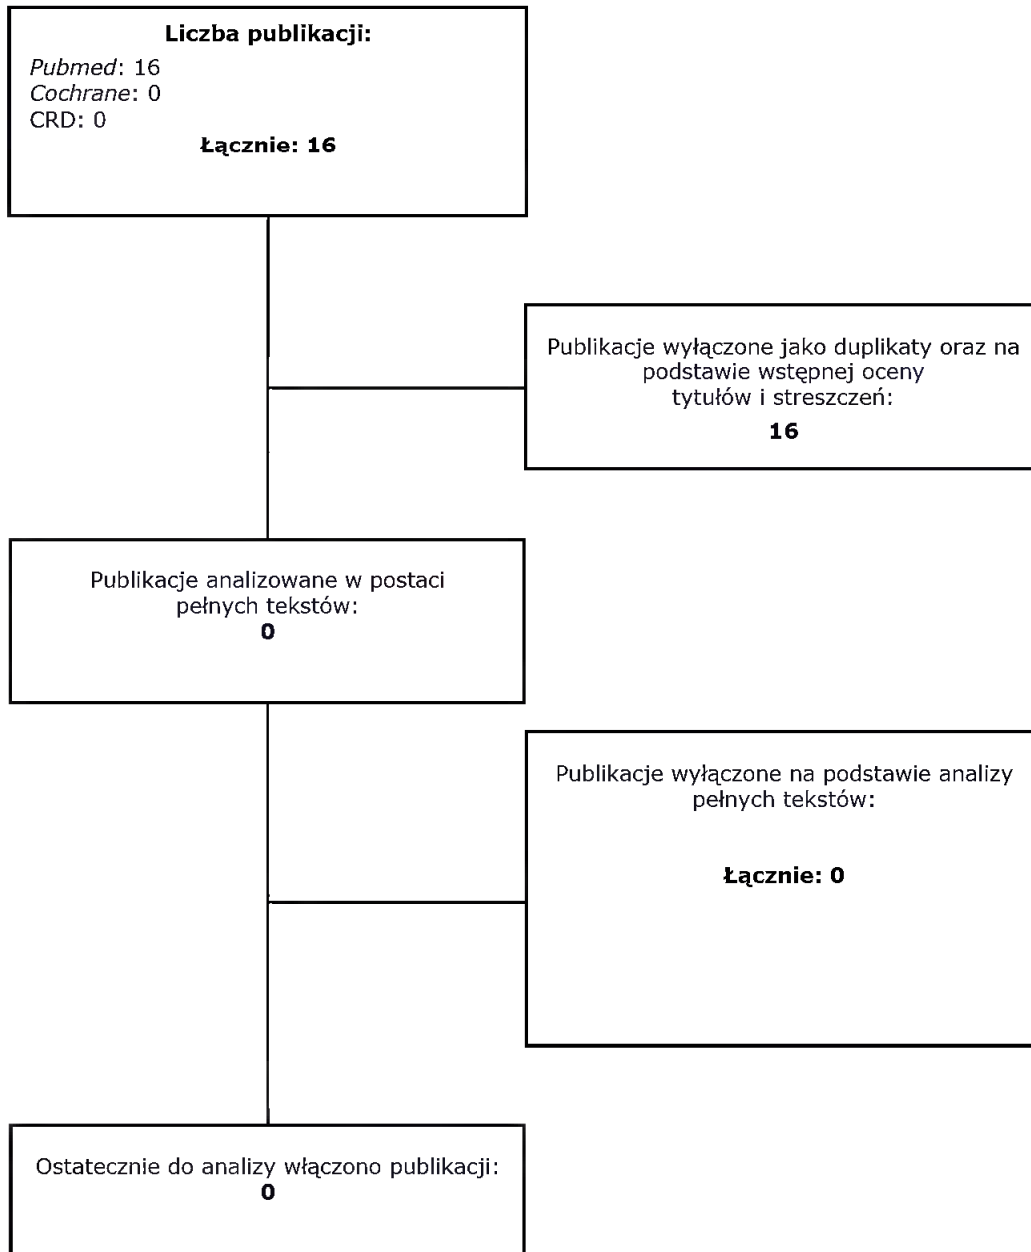 Liczba publikacji:
Pubmed: 16
Cochrane: 0
CRD: 0
Łącznie: 16
Publikacje wyłączone jako duplikaty oraz na
podstawie wstępnej oceny
tytułów i streszczeń:
16
Publikacje analizowane w postaci
pełnych tekstów:
0
Publikacje wyłączone na podstawie analizy
pełnych tekstów:
Łącznie: 0
Ostatecznie do analizy włączono publikacji:
0